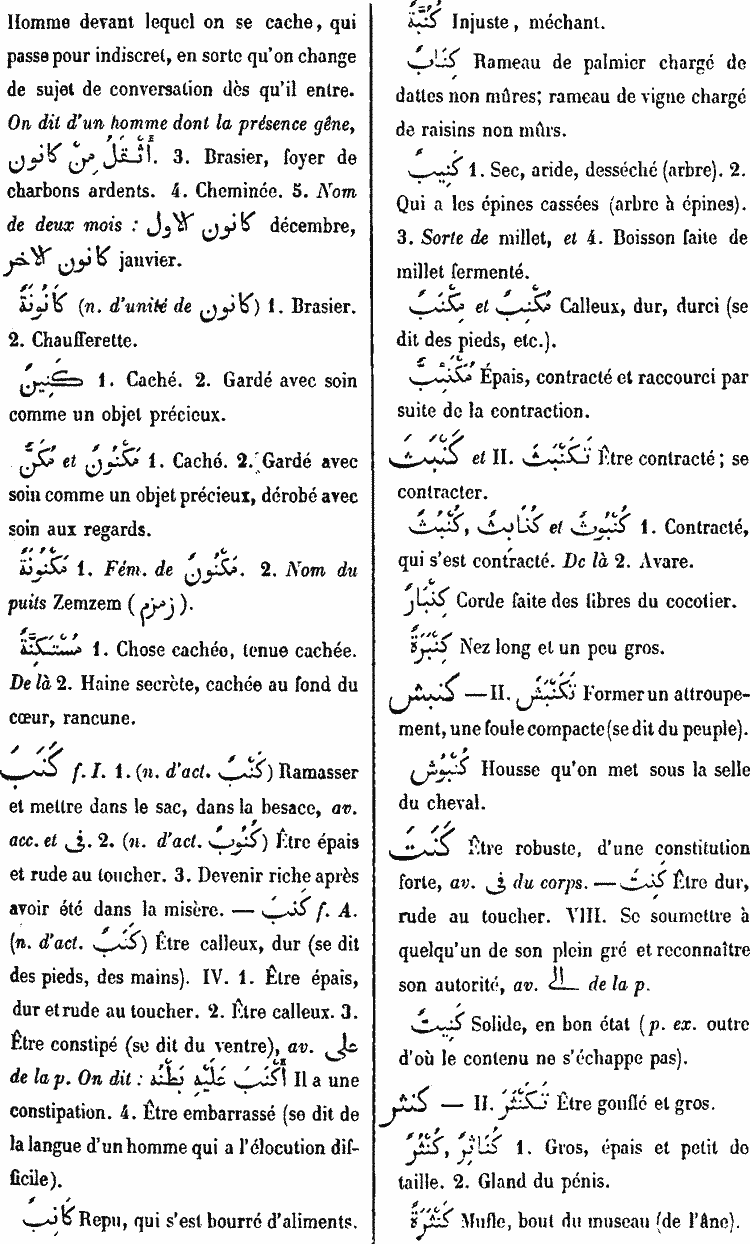 Homme devant lequel on se cache, qui
passe pour indiscret, en sorte qu'on change
de sujet de conversation dès qu'il entre.
On dit d'un homme dont la présence gêne,
أَثْقَلُ مِنْ كَانُونٍ. 3. Brasier, foyer de
charbons ardents. 4. Cheminée. 5. Nom
de deux mois : كانون الاول décembre,
كانون الاخر janvier.
كَانُونَةٌ (n. d'unité de كانون) 1. Brasier.
2. Chaufferette.
كَنِينٌ 1. Caché. 2. Gardé avec soin
comme un objet précieux.
مَكْنُونٌ et مُكَنٌّ 1. Caché. 2. Gardé avec
soin comme un objet précieux, dérobé avec
soin aux regards.
مَكْنُونَةٌ 1. Fém. de مَكْنُونٌ. 2. Nom du
puits Zemzem (زمزم).
مُسْتَكِنَّةٌ 1. Chose cachée, tenue cachée.
De là 2. Haine secrète, cachée au fond du
cœur, rancune.
كَنَبَ f. I. 1. (n. d'act. كَنْبٌ) Ramasser
et mettre dans le sac, dans la besace, av.
acc. et فى. 2. (n. d'act. كُنُوبٌ) Être épais
et rude au toucher. 3. Devenir riche après
avoir été dans la misère. — كَنِبَ f. A.
(n. d'act. كَنَبٌ) Être calleux, dur (se dit
des pieds, des mains). IV. 1. Être épais,
dur et rude au toucher. 2. Être calleux. 3.
Être constipé (se dit du ventre), av. على
de la p. On dit : أَكْنَبَ عَلَيْهِ بَطْنُهُ Il a une
constipation. 4. Être embarrassé (se dit de
la langue d'un homme qui a l'élocution dif-
ficile).
كَانِبٌ Repu, qui s'est bourré d'aliments.
كُنُبَّةٌ Injuste, méchant.
كِنَابٌ Rameau de palmier chargé de
dattes non mûres; rameau de vigne chargé
de raisins non mûrs.
كَنِيبٌ 1. Sec, aride, desséché (arbre). 2.
Qui a les épines cassées (arbre à épines).
3. Sorte de millet, et 4. Boisson faite de
millet fermenté.
مُكْنِبٌ et مِكْنَبٌ Calleux, dur, durci (se
dit des pieds, etc.).
مُكْنَئِبٌّ Épais, contracté et raccourci par
suite de la contraction.
كَنْبَثَ et II. تَكَنْبَثَ Être contracté ; se
contracter.
كُنْبُوثٌ et كُنَابِثٌ, كُنْبُثٌ 1. Contracté,
qui s'est contracté. De là 2. Avare.
كِنْبَارٌ Corde faite des libres du cocotier.
كَنْبَرَةٌ Nez long et un peu gros.
كنبش — II. تَكَنْبَشَ Former un attroupe-
ment, une foule compacte (se dit du peuple).
كَنْبُوشٌ Housse qu'on met sous la selle
du cheval.
كَنَتَ Être robuste, d'une constitution
forte, av. فى du corps. — كَنِتَ Être dur,
rude au toucher. VIII. Se soumettre à
quelqu'un de son plein gré et reconnaître
son autorité, av. الى de la p.
كَنِيتٌ Solide, en bon état (p. ex. outre
d'où le contenu ne s'échappe pas).
كنثر — II. تَكَنْثَرَ Être gonflé et gros.
كُنَاثِرٌ, كُنْثُرٌ 1. Gros, épais et petit de
taille. 2. Gland du pénis.
كَنْثَرَةٌ Mufle, bout du museau (de l'âne).